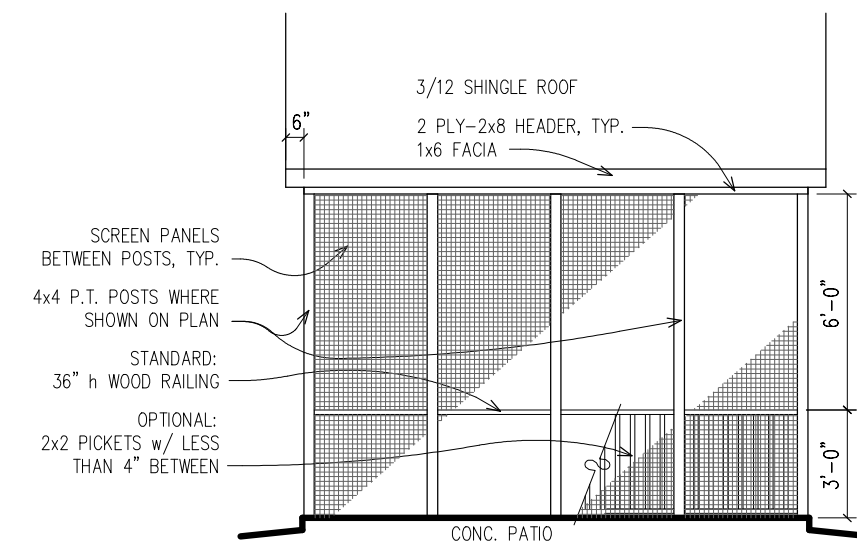 3/12 SHINGLE ROOF
6"
2 PLY-2x8 HEADER, TYP.
1x6 FACIA
SCREEN PANELS
BETWEEN POSTS, TYP.
4x4 P.T. POSTS WHERE
SHOWN ON PLAN
6'-0"
STANDARD:
36" h WOOD RAILING
OPTIONAL:
2x2 PICKETS w/ LESS
THAN 4" BETWEEN
3'-0"
CONC. PATIO